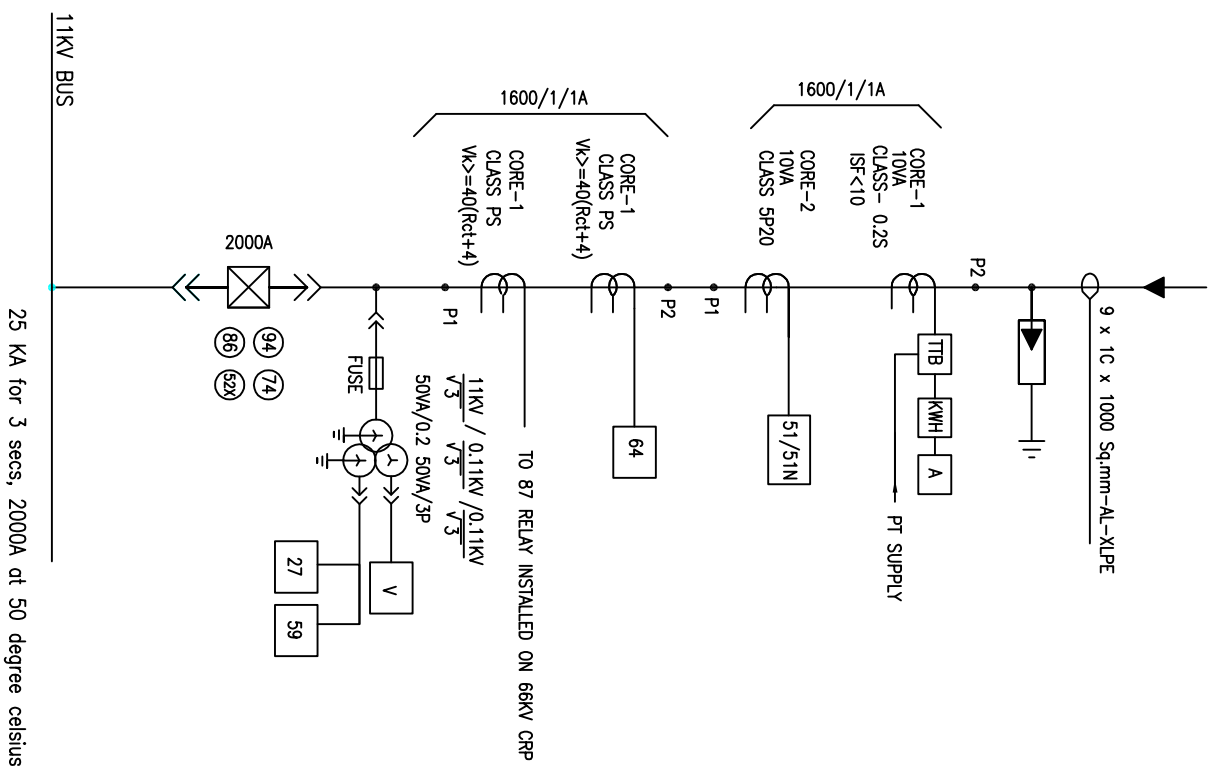 9 x 1C x 1000 Sq.mm-AL-XLPE
P2
1600/1/1A
CORE-1
10VA
CLASS- 0.2S
ISF<10
TTB
KWH
A
PT SUPPLY
CORE-2
10VA
CLASS 5P20
51/51N
P1
P2
1600/1/1A
CORE-1
CLASS PS
Vk>=40(Rct+4)
64
CORE-1
CLASS PS
Vk>=40(Rct+4)
TO 87 RELAY INSTALLED ON 66KV CRP
P1
11KV / 0.11KV /0.11KV
√3 √3 √3
50VA/0.2 50VA/3P
FUSE
V
27
59
2000A
94
74
86
52X
11KV BUS
25 KA for 3 secs, 2000A at 50 degree celsius